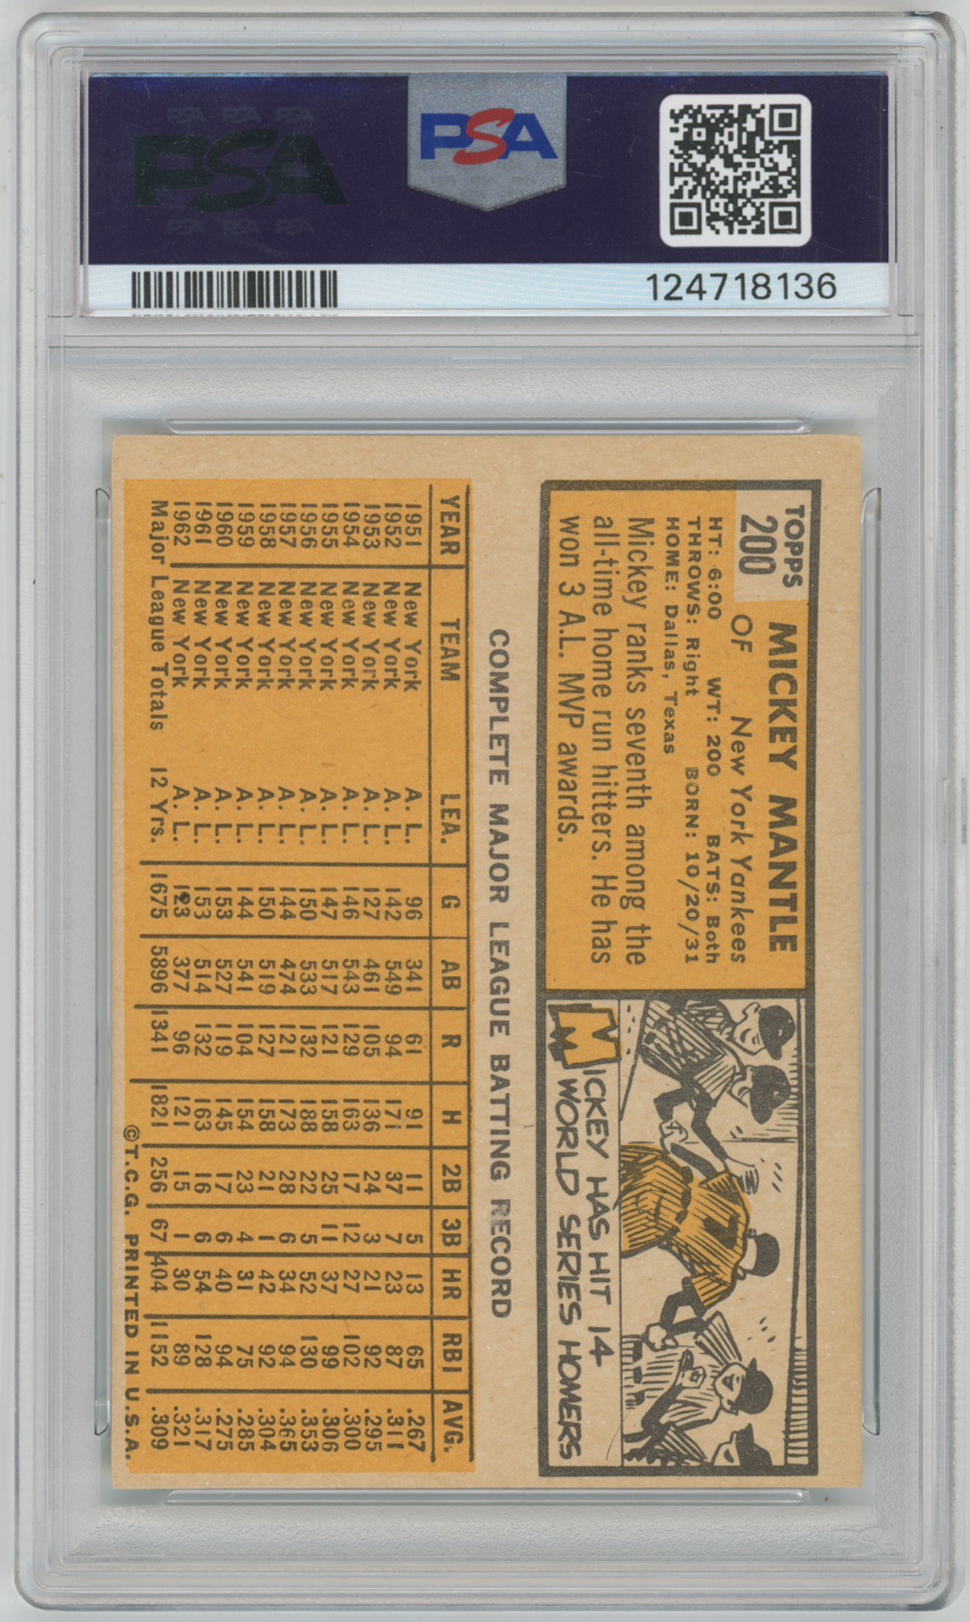 PSA PSA PSA
PSA
PSA PSA PSA
PSA
124718136
TOPPS
200
MICKEY MANTLE
OF New York Yankees
HT: 6:00 WT: 200 BATS: Both
THROWS: Right BORN: 10/20/31
HOME: Dallas, Texas
Mickey ranks seventh among the
all-time home run hitters. He has
won 3 A.L. MVP awards.
MICKEY HAS HIT 14
WORLD SERIES HOMERS
COMPLETE MAJOR LEAGUE BATTING RECORD
YEAR TEAM LEA. G AB R H 2B 3B HR RBI AVG.
1951 New York A. L. 96 341 61 91 11 5 13 65 .267
1952 New York A. L. 142 549 94 171 37 7 23 87 .311
1953 New York A. L. 127 461 105 136 24 3 21 92 .295
1954 New York A. L. 146 543 129 163 17 12 27 102 .300
1955 New York A. L. 147 517 121 158 25 11 37 99 .306
1956 New York A. L. 150 533 132 188 22 5 52 130 .353
1957 New York A. L. 144 474 121 173 28 6 34 94 .365
1958 New York A. L. 150 519 127 158 21 1 42 92 .304
1959 New York A. L. 144 541 104 154 23 4 31 75 .285
1960 New York A. L. 153 527 119 145 17 6 40 94 .275
1961 New York A. L. 153 514 132 163 16 6 54 128 .317
1962 New York A. L. 123 377 96 121 15 1 30 89 .321
Major League Totals 12 Yrs. 1675 5896 1341 1821 256 67 404 1152 .309
©T.C.G. PRINTED IN U.S.A.